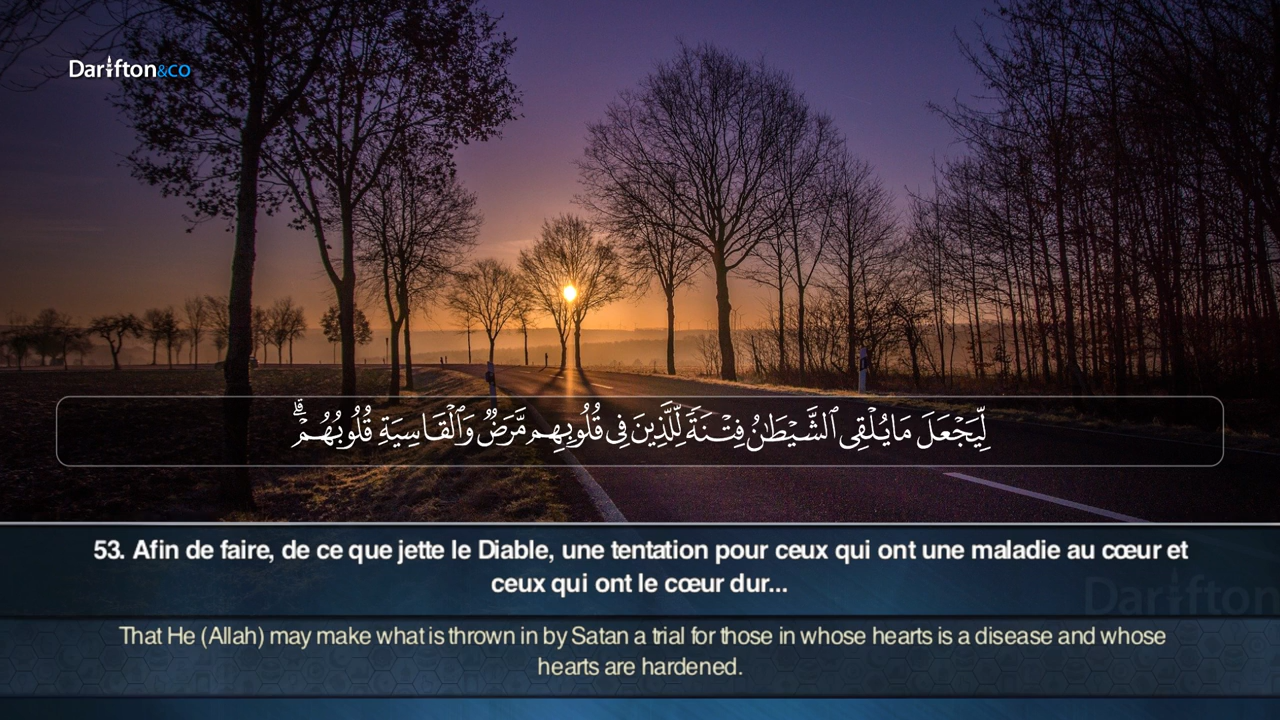 Darifton&co
لِّيَجْعَلَ مَا يُلْقِى ٱلشَّيْطَٰنُ فِتْنَةً لِّلَّذِينَ فِى قُلُوبِهِم مَّرَضٌ وَٱلْقَاسِيَةِ قُلُوبُهُمْ ۗ
53. Afin de faire, de ce que jette le Diable, une tentation pour ceux qui ont une maladie au cœur et
ceux qui ont le cœur dur...
Darifton
That He (Allah) may make what is thrown in by Satan a trial for those in whose hearts is a disease and whose
hearts are hardened.